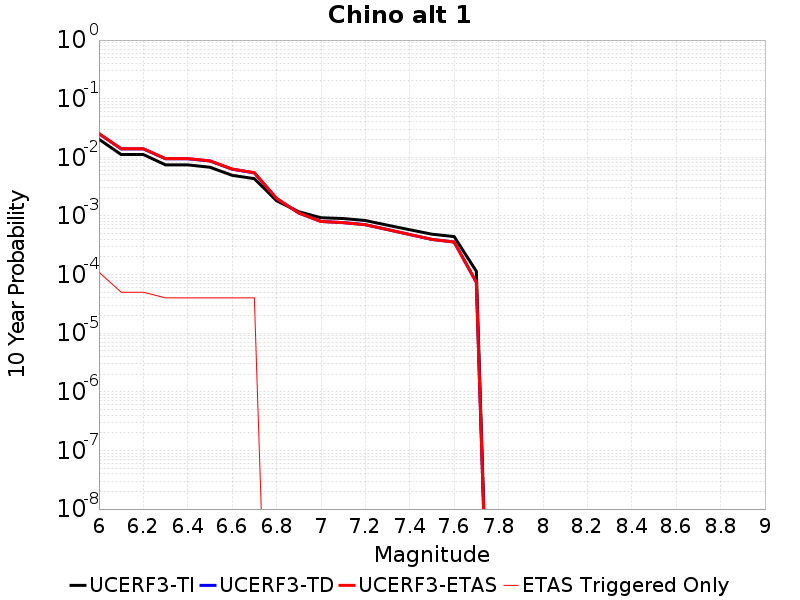 Chino alt 1
10 Year Probability
10^0
10^-1
10^-2
10^-3
10^-4
10^-5
10^-6
10^-7
10^-8
6 6.2 6.4 6.6 6.8 7 7.2 7.4 7.6 7.8 8 8.2 8.4 8.6 8.8 9
Magnitude
UCERF3-TI UCERF3-TD UCERF3-ETAS ETAS Triggered Only